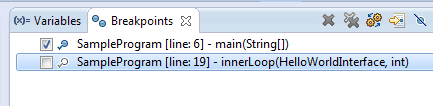 (x)= Variables Breakpoints
SampleProgram [line: 6] - main(String[])
SampleProgram [line: 19] - innerLoop(HelloWorldInterface, int)